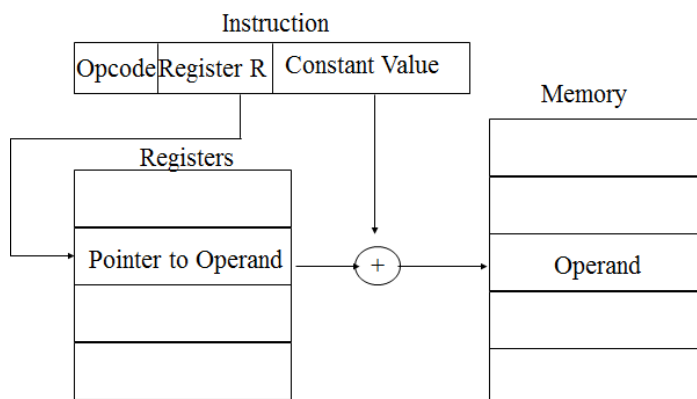 Instruction
Opcode Register R Constant Value
Memory
Registers
Pointer to Operand + Operand